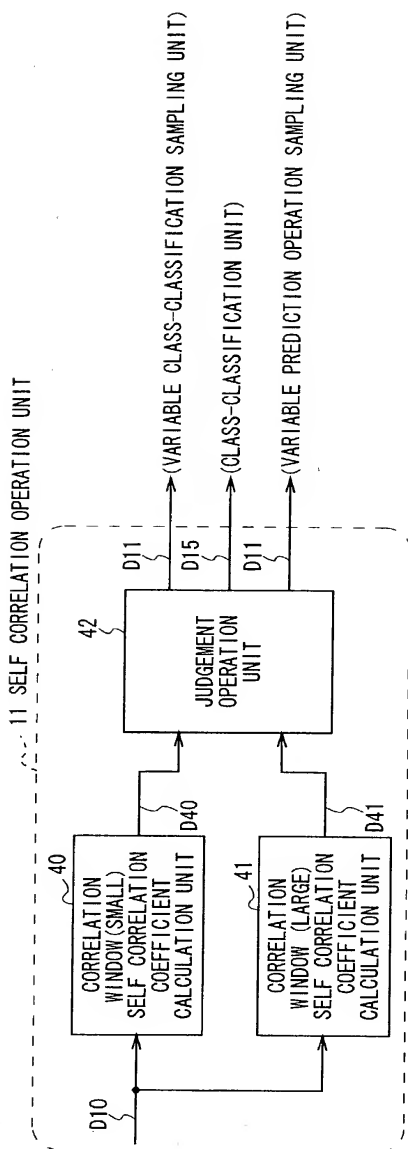 11 SELF CORRELATION OPERATION UNIT
D10
40
CORRELATION
WINDOW(SMALL)
SELF CORRELATION
COEFFICIENT
CALCULATION UNIT
D40
41
CORRELATION
WINDOW (LARGE)
SELF CORRELATION
COEFFICIENT
CALCULATION UNIT
D41
42
JUDGEMENT
OPERATION
UNIT
D11
(VARIABLE CLASS-CLASSIFICATION SAMPLING UNIT)
D15
(CLASS-CLASSIFICATION UNIT)
D11
(VARIABLE PREDICTION OPERATION SAMPLING UNIT)